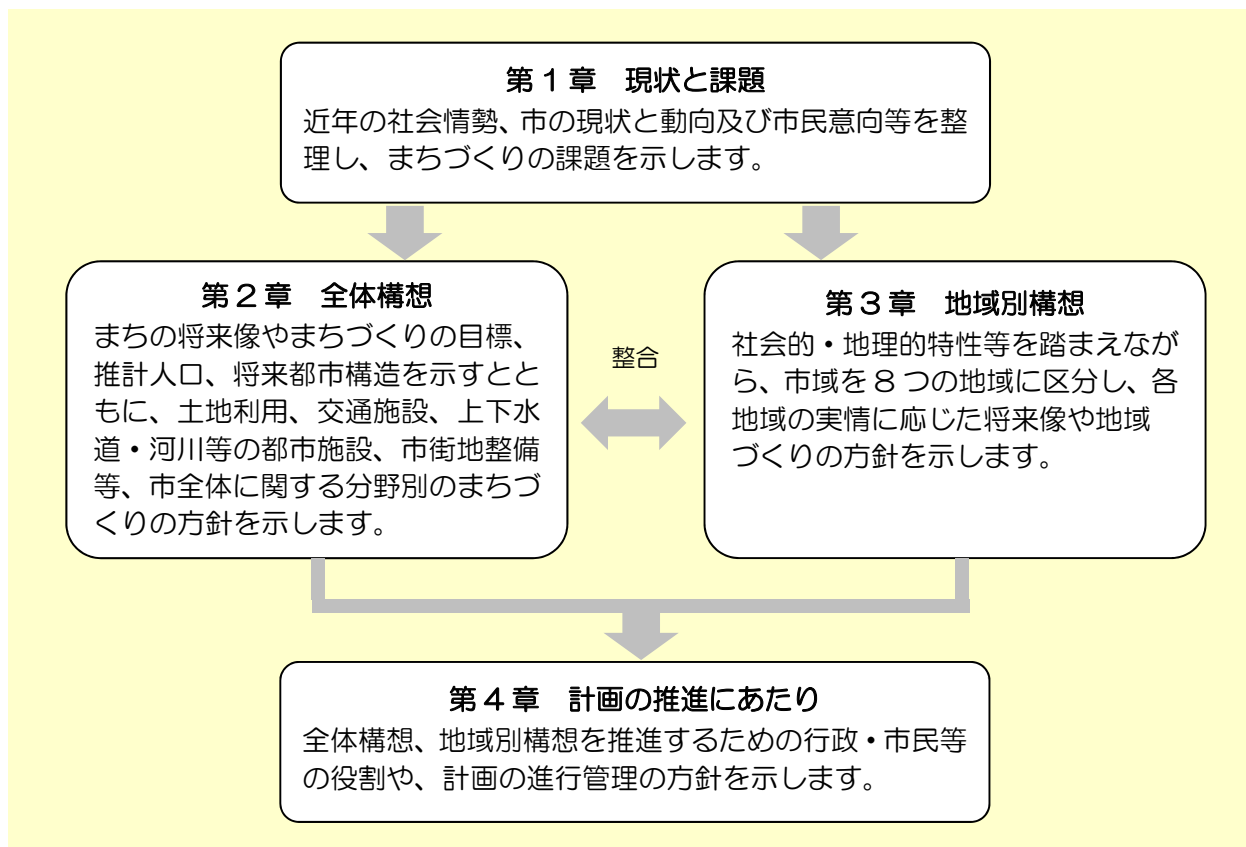 第1章　現状と課題
近年の社会情勢、市の現状と動向及び市民意向等を整
理し、まちづくりの課題を示します。
第2章　全体構想
まちの将来像やまちづくりの目標、
推計人口、将来都市構造を示すとと
もに、土地利用、交通施設、上下水
道・河川等の都市施設、市街地整備
等、市全体に関する分野別のまちづ
くりの方針を示します。
整合
第3章　地域別構想
社会的・地理的特性等を踏まえなが
ら、市域を8つの地域に区分し、各
地域の実情に応じた将来像や地域
づくりの方針を示します。
第4章　計画の推進にあたり
全体構想、地域別構想を推進するための行政・市民等
の役割や、計画の進行管理の方針を示します。